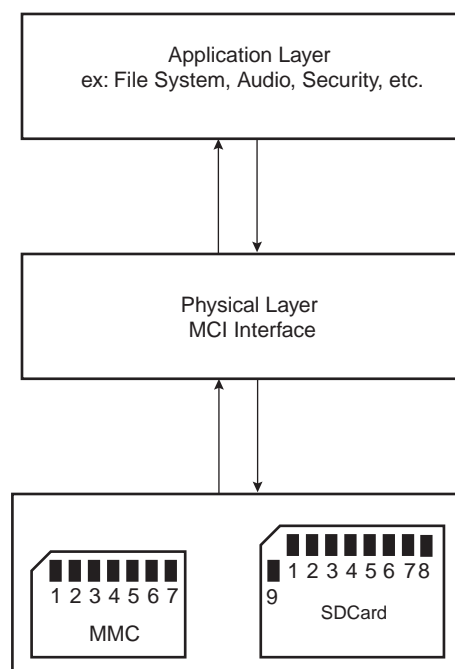 Application Layer
ex: File System, Audio, Security, etc.
Physical Layer
MCI Interface
1 2 3 4 5 6 7
MMC
1 2 3 4 5 6 7 8
9
SDCard